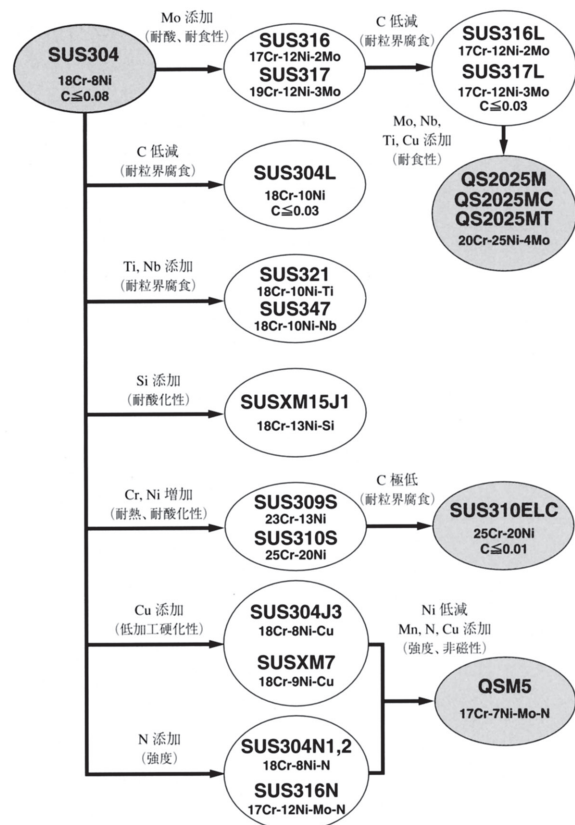 Mo 添加
(耐酸、耐食性)
C 低減
(耐粒界腐食)
SUS304
18Cr-8Ni
C≦0.08
SUS316
17Cr-12Ni-2Mo
SUS317
19Cr-12Ni-3Mo
SUS316L
17Cr-12Ni-2Mo
SUS317L
17Cr-12Ni-3Mo
C≦0.03
Mo, Nb,
Ti, Cu 添加
(耐食性)
QS2025M
QS2025MC
QS2025MT
20Cr-25Ni-4Mo
C 低減
(耐粒界腐食)
SUS304L
18Cr-10Ni
C≦0.03
Ti, Nb 添加
(耐粒界腐食)
SUS321
18Cr-10Ni-Ti
SUS347
18Cr-10Ni-Nb
Si 添加
(耐酸化性)
SUSXM15J1
18Cr-13Ni-Si
Cr, Ni 増加
(耐熱、耐酸化性)
SUS309S
23Cr-13Ni
SUS310S
25Cr-20Ni
C 極低
(耐粒界腐食)
SUS310ELC
25Cr-20Ni
C≦0.01
Cu 添加
(低加工硬化性)
SUS304J3
18Cr-8Ni-Cu
SUSXM7
18Cr-9Ni-Cu
Ni 低減
Mn, N, Cu 添加
(強度、非磁性)
QSM5
17Cr-7Ni-Mo-N
N 添加
(強度)
SUS304N1,2
18Cr-8Ni-N
SUS316N
17Cr-12Ni-Mo-N